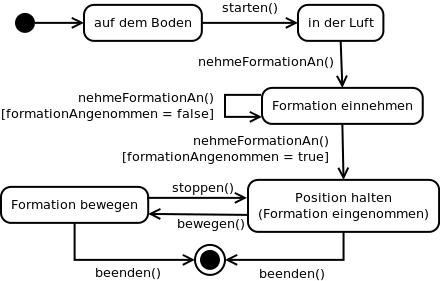 starten()
auf dem Boden
in der Luft
nehmeFormationAn()
nehmeFormationAn()
[formationAngenommen = false]
Formation einnehmen
nehmeFormationAn()
[formationAngenommen = true]
stoppen()
Formation bewegen
Position halten
(Formation eingenommen)
bewegen()
beenden()
beenden()